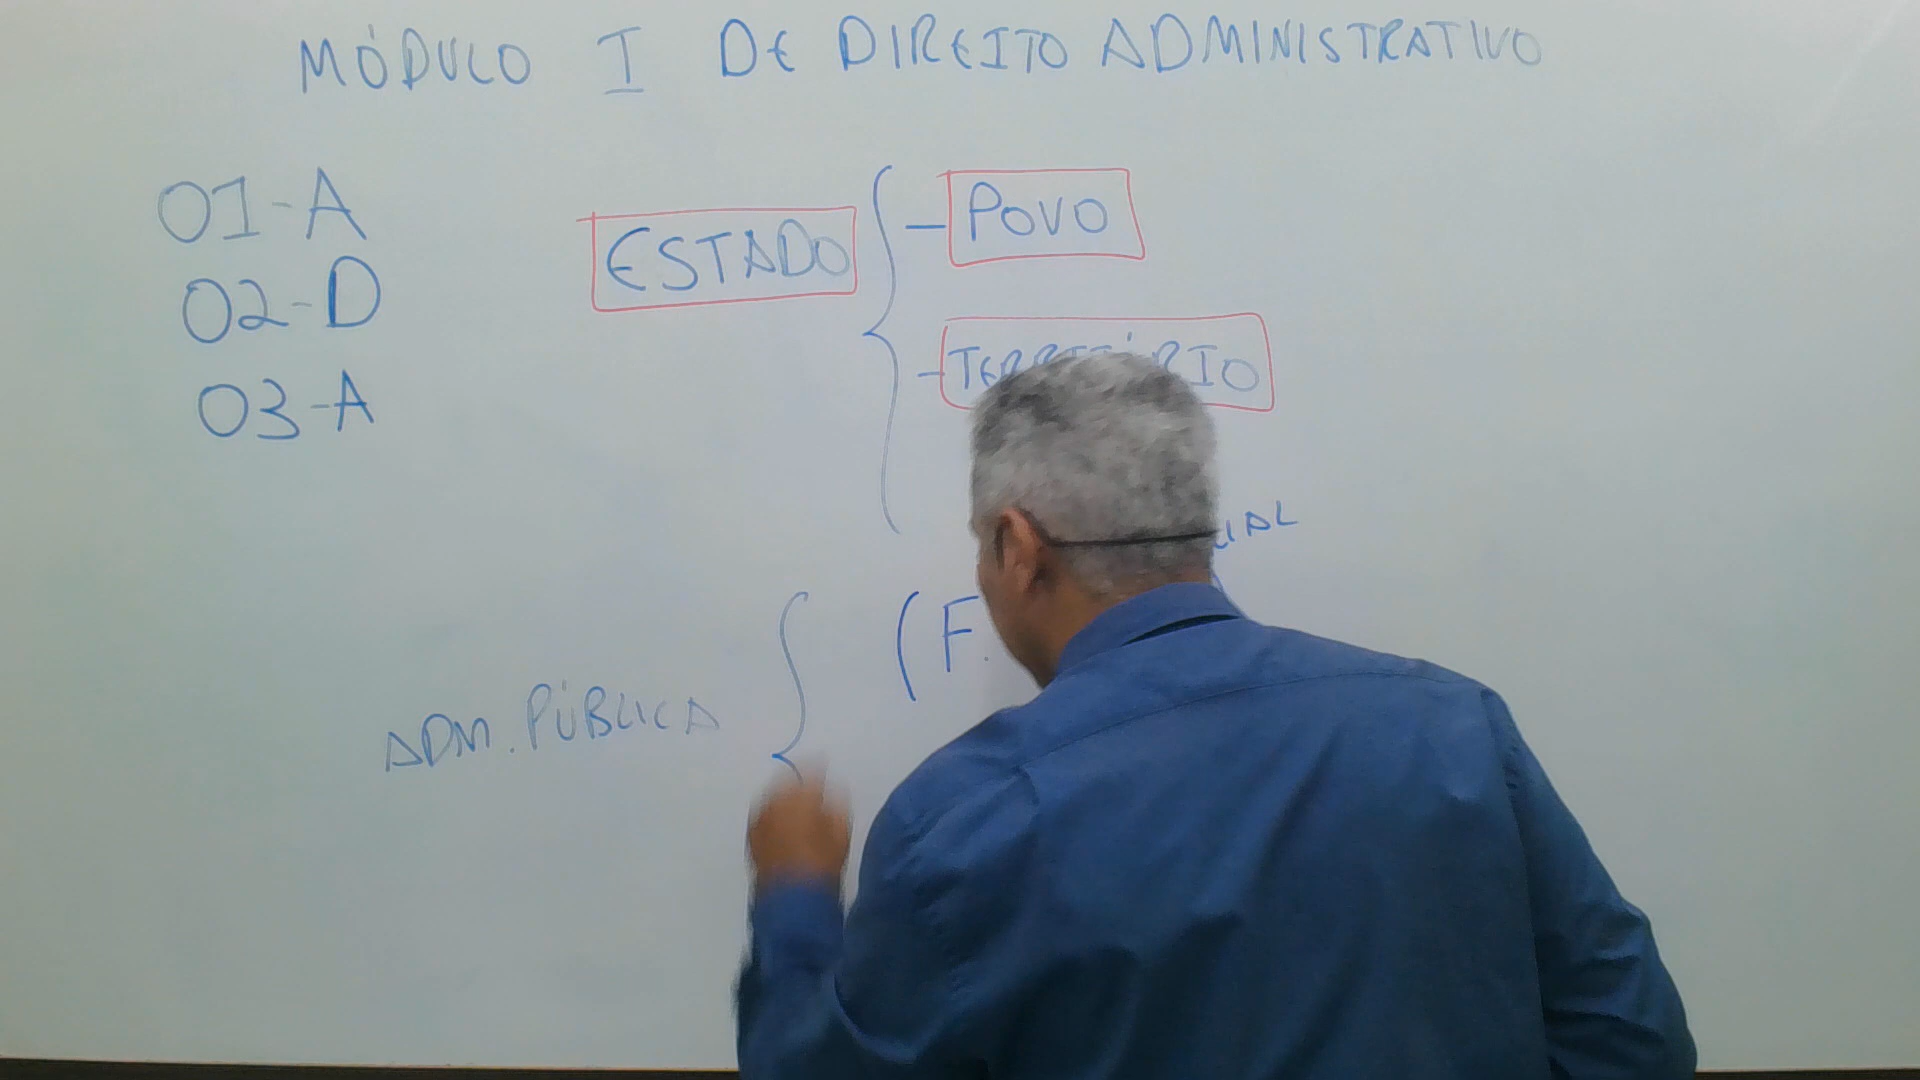 MÓDULO I DE DIREITO ADMINISTRATIVO
01-A
02-D
03-A
ESTADO
- POVO
(F.
ADM. PÚBLICA